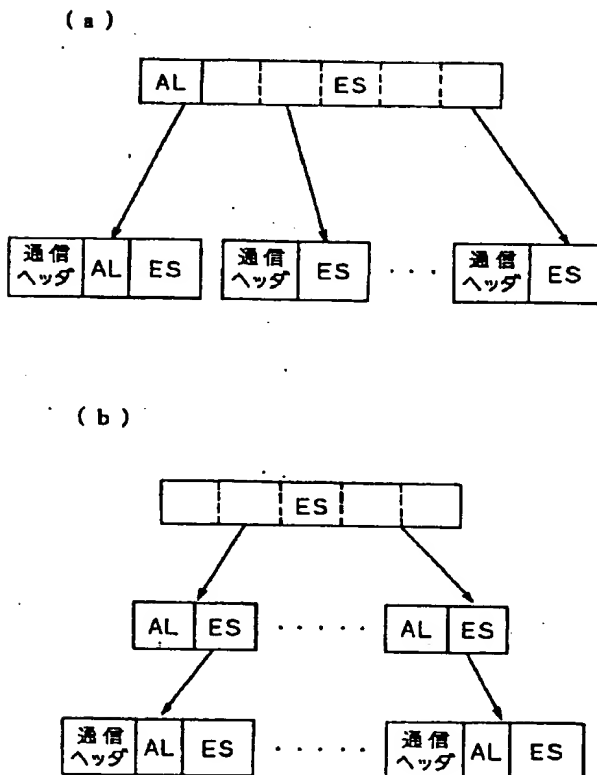 (a)
AL ES
通信 通信 通信
ヘッダ AL ES ヘッダ ES ・・・ ヘッダ ES
(b)
ES
AL ES ・・・・・ AL ES
通信 通信
ヘッダ AL ES ・・・・・ ヘッダ AL ES